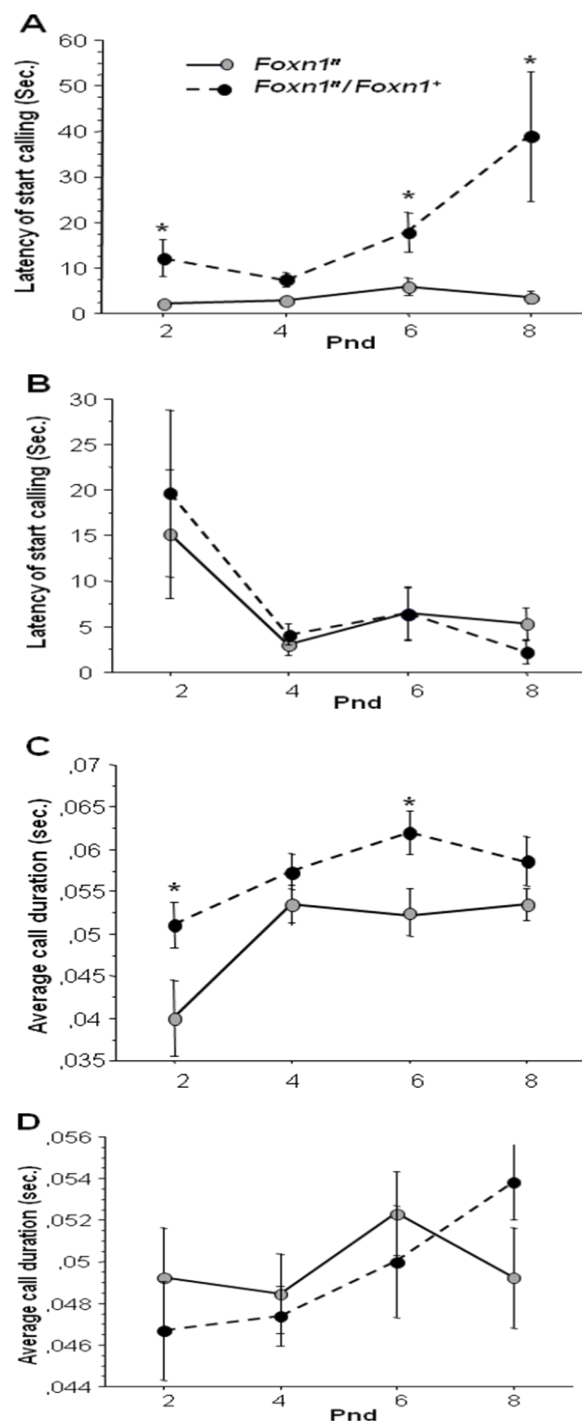 A
Latency of start calling (Sec.)
60
50
40
30
20
10
0
Foxn1ⁿ
Foxn1ⁿ/Foxn1⁺
*
*
*
2 4 6 8
Pnd
B
Latency of start calling (Sec.)
30
25
20
15
10
5
0
2 4 6 8
Pnd
C
Average call duration (sec.)
,07
,065
,06
,055
,05
,045
,04
,035
*
*
2 4 6 8
D
Average call duration (sec.)
,056
,054
,052
,05
,048
,046
,044
2 4 6 8
Pnd